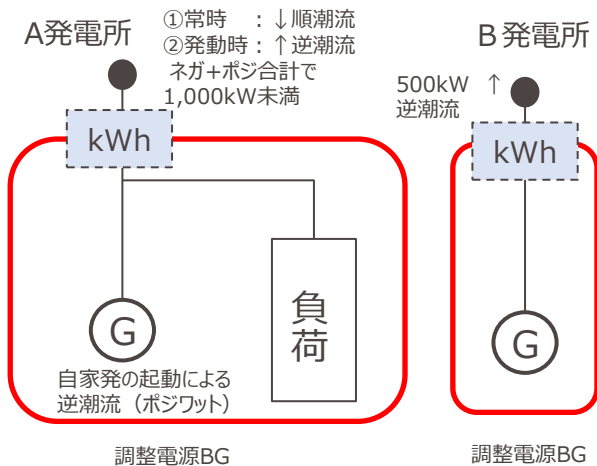 A発電所
①常時　：↓順潮流
②発動時：↑逆潮流
ネガ+ポジ合計で
1,000kW未満
kWh
G
負荷
自家発の起動による
逆潮流（ポジワット）
調整電源BG
B発電所
500kW ↑
逆潮流
kWh
G
調整電源BG